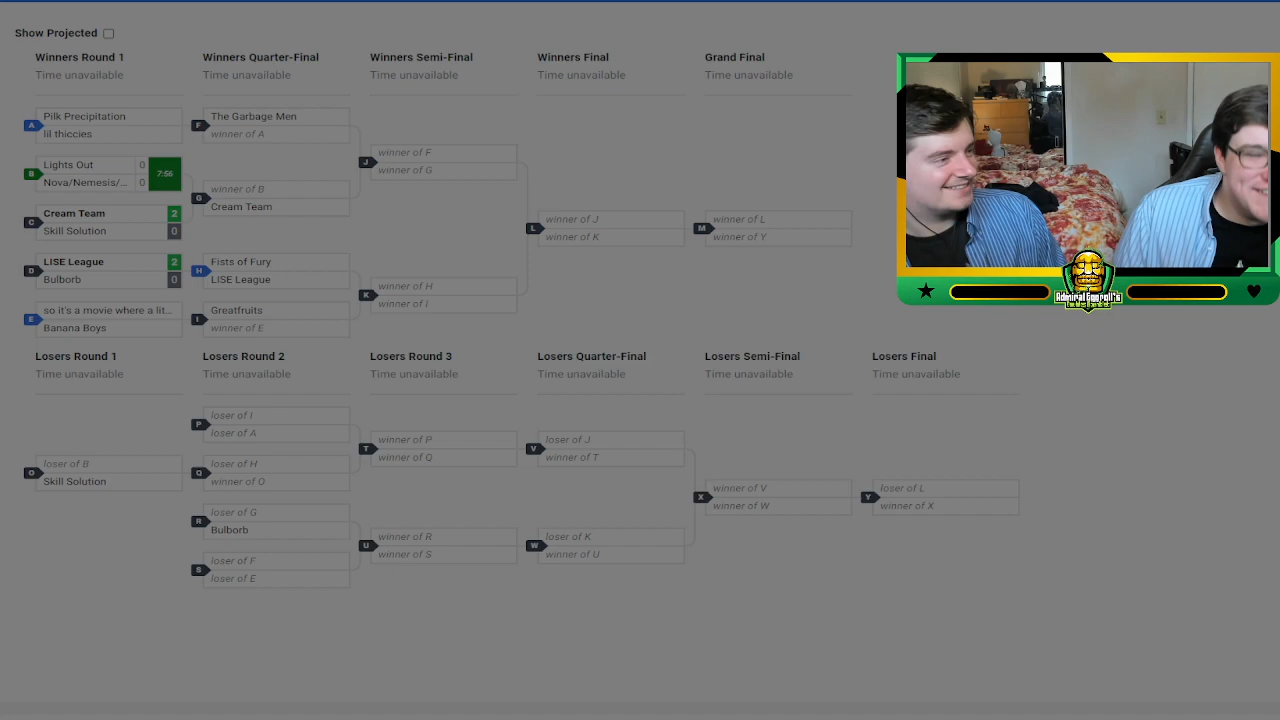 Show Projected
Winners Round 1
Time unavailable
Winners Quarter-Final
Time unavailable
Winners Semi-Final
Time unavailable
Winners Final
Time unavailable
Grand Final
Time unavailable
A
Pilk Precipitation
lil thiccies
B
Lights Out 0
Nova/Nemesis/... 0
7:56
C
Cream Team 2
Skill Solution 0
D
LISE League 2
Bulborb 0
E
so it's a movie where a lit...
Banana Boys
F
The Garbage Men
winner of A
G
winner of B
Cream Team
H
Fists of Fury
LISE League
I
Greatfruits
winner of E
J
winner of F
winner of G
K
winner of H
winner of I
L
winner of J
winner of K
M
winner of L
winner of Y
Losers Round 1
Time unavailable
Losers Round 2
Time unavailable
Losers Round 3
Time unavailable
Losers Quarter-Final
Time unavailable
Losers Semi-Final
Time unavailable
Losers Final
Time unavailable
O
loser of B
Skill Solution
P
loser of I
loser of A
Q
loser of H
winner of O
R
loser of G
Bulborb
S
loser of F
loser of E
T
winner of P
winner of Q
U
winner of R
winner of S
V
loser of J
winner of T
W
loser of K
winner of U
X
winner of V
winner of W
Y
loser of L
winner of X